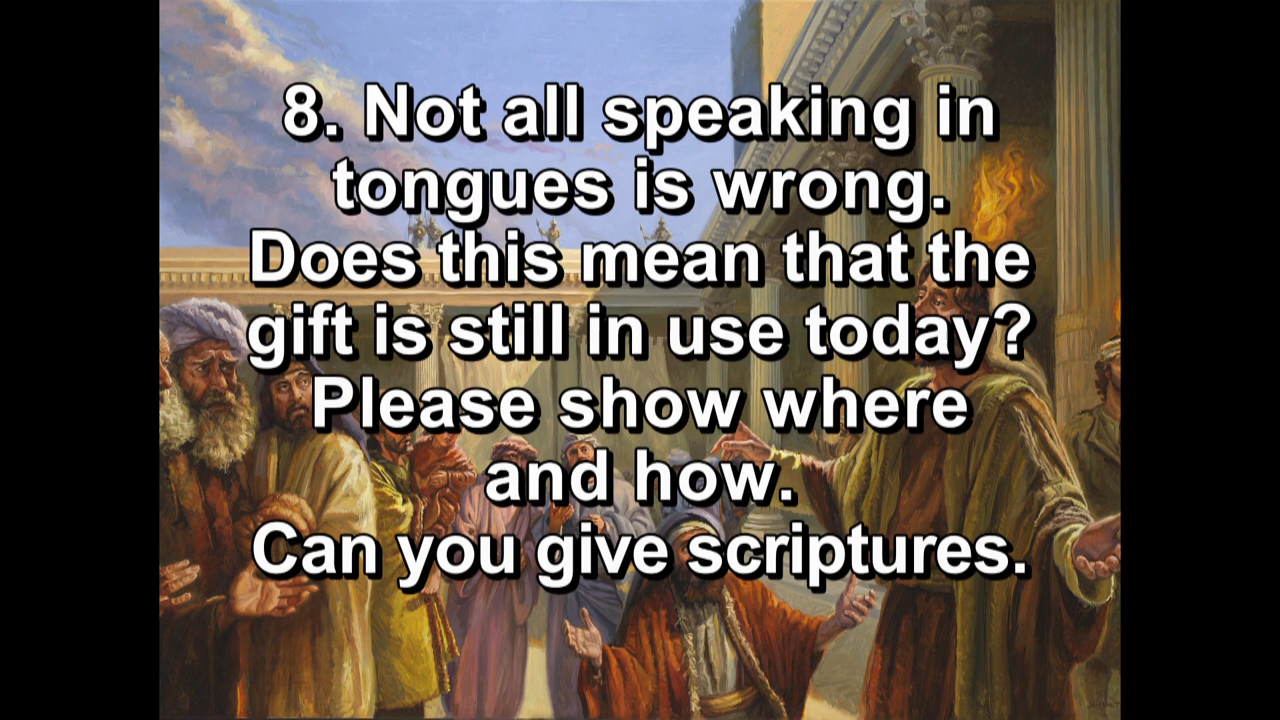 8. Not all speaking in
tongues is wrong.
Does this mean that the
gift is still in use today?
Please show where
and how.
Can you give scriptures.